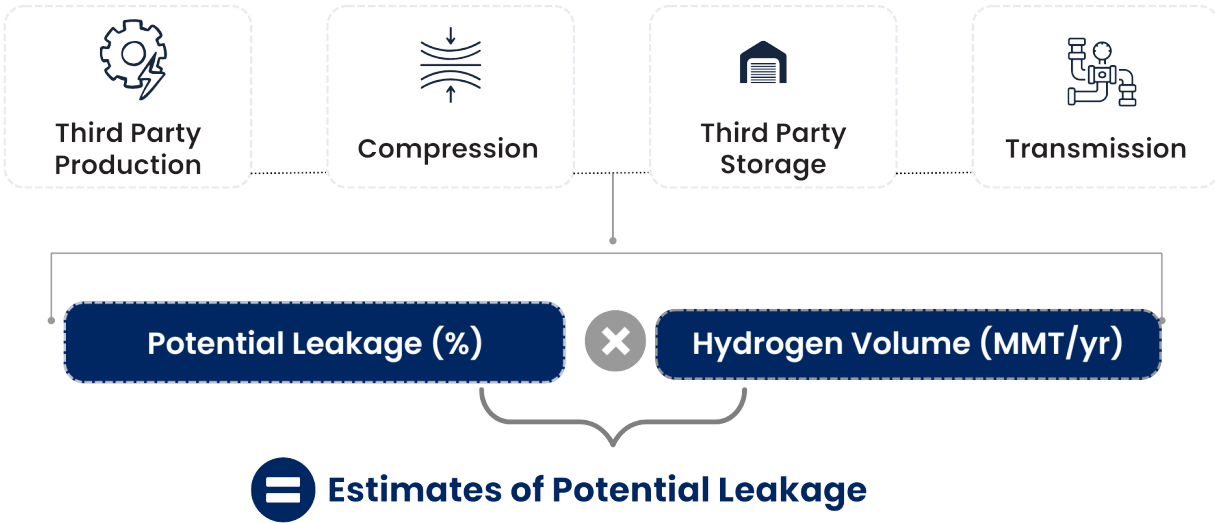 Third Party
Production
Compression
Third Party
Storage
Transmission
Potential Leakage (%)
Hydrogen Volume (MMT/yr)
Estimates of Potential Leakage